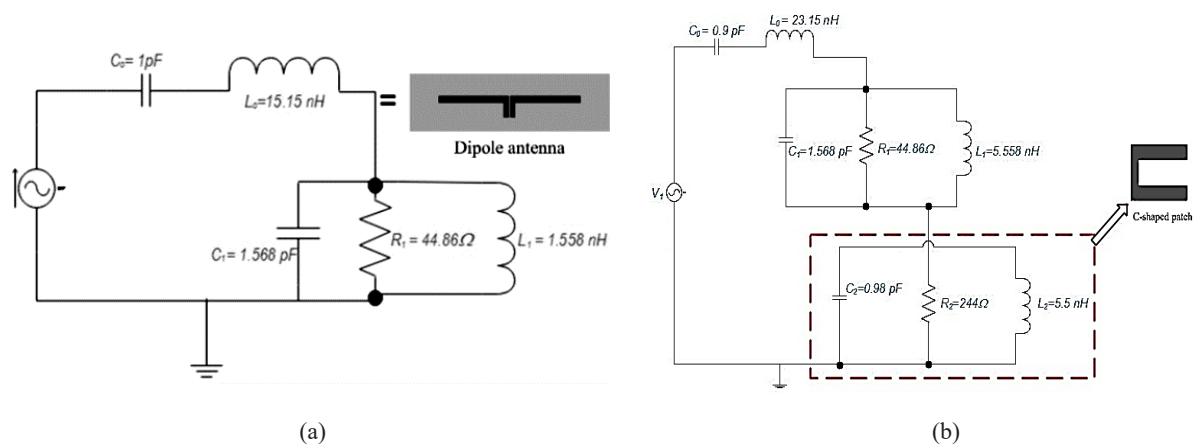 C₀= 1pF
L₀=15.15 nH
=
Dipole antenna
C₁= 1.568 pF
R₁ = 44.86Ω
L₁ = 1.558 nH
(a)
C₀= 0.9 pF
L₀= 23.15 nH
C₁=1.568 pF
R₁=44.86Ω
L₁=5.558 nH
V₁
C-shaped patch
C₂=0.98 pF
R₂=244Ω
L₂=5.5 nH
(b)